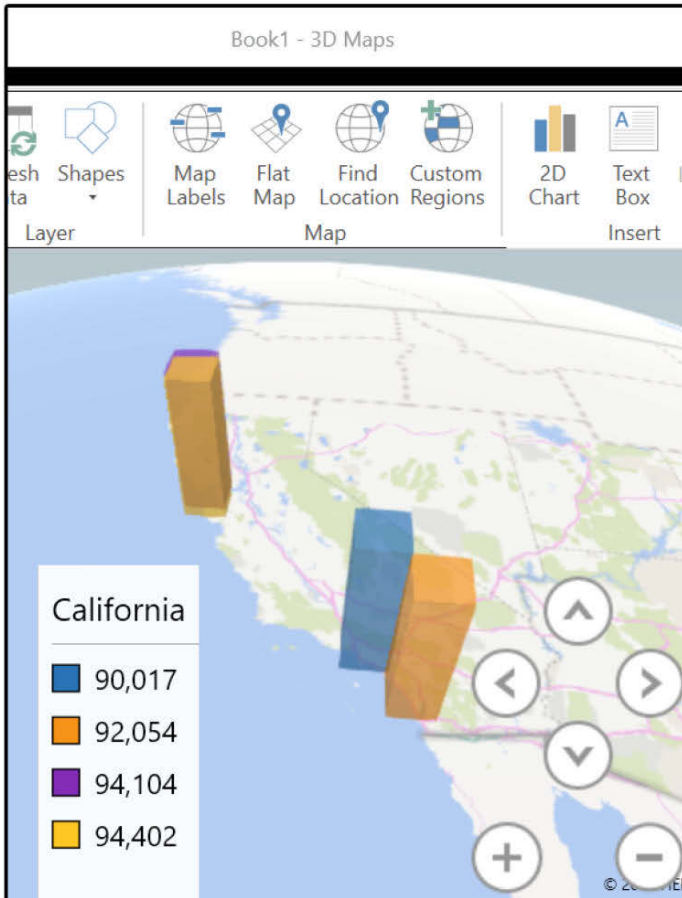 Book1 - 3D Maps
esh Shapes Map Flat Find Custom 2D Text
ta Labels Map Location Regions Chart Box
Layer Map Insert
A
California
90,017
92,054
94,104
94,402
©